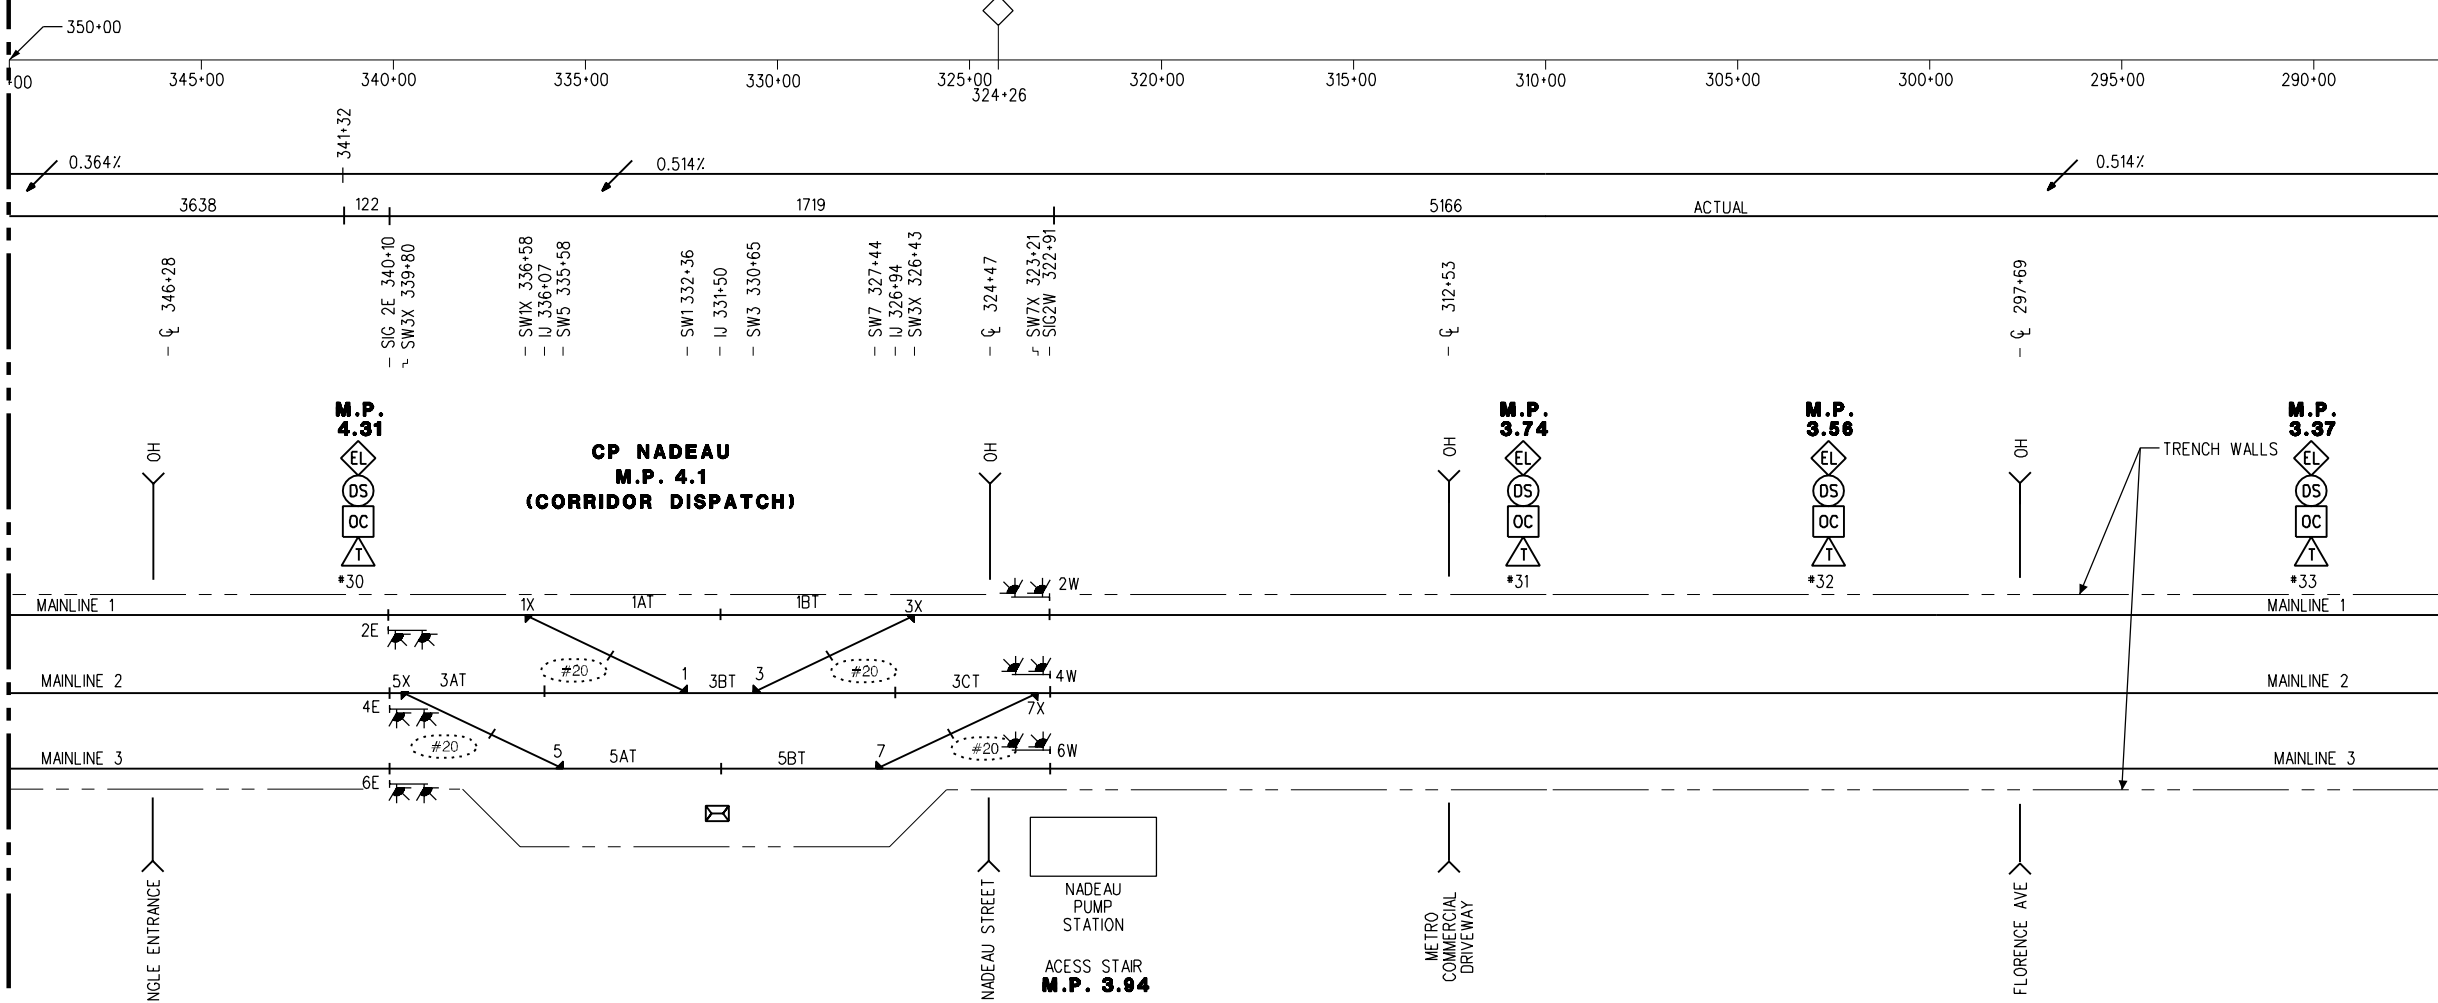 350+00
+00
345+00
340+00
335+00
330+00
325+00
324+26
320+00
315+00
310+00
305+00
300+00
295+00
290+00
341+32
0.364%
0.514%
0.514%
3638
122
1719
5166
ACTUAL
℄ 346+28
SIG 2E 340+10
SW3X 339+80
SW1X 336+58
IJ 336+07
SW5 335+58
SW1 332+36
IJ 331+50
SW3 330+65
SW7 327+44
IJ 326+94
SW3X 326+43
℄ 324+47
SW7X 323+21
SIG2W 322+91
℄ 312+53
℄ 297+69
M.P.
4.31
EL
DS
OC
T
#30
CP NADEAU
M.P. 4.1
(CORRIDOR DISPATCH)
M.P.
3.74
EL
DS
OC
T
#31
M.P.
3.56
EL
DS
OC
T
#32
M.P.
3.37
EL
DS
OC
T
#33
OH
OH
OH
OH
TRENCH WALLS
MAINLINE 1
2E
1X
1AT
1BT
3X
2W
MAINLINE 1
#20
#20
MAINLINE 2
5X
3AT
1
3BT
3
3CT
4W
7X
MAINLINE 2
4E
#20
#20
MAINLINE 3
5
5AT
5BT
7
6W
MAINLINE 3
6E
NGLE ENTRANCE
NADEAU STREET
NADEAU
PUMP
STATION
ACESS STAIR
M.P. 3.94
METRO
COMMERCIAL
DRIVEWAY
FLORENCE AVE